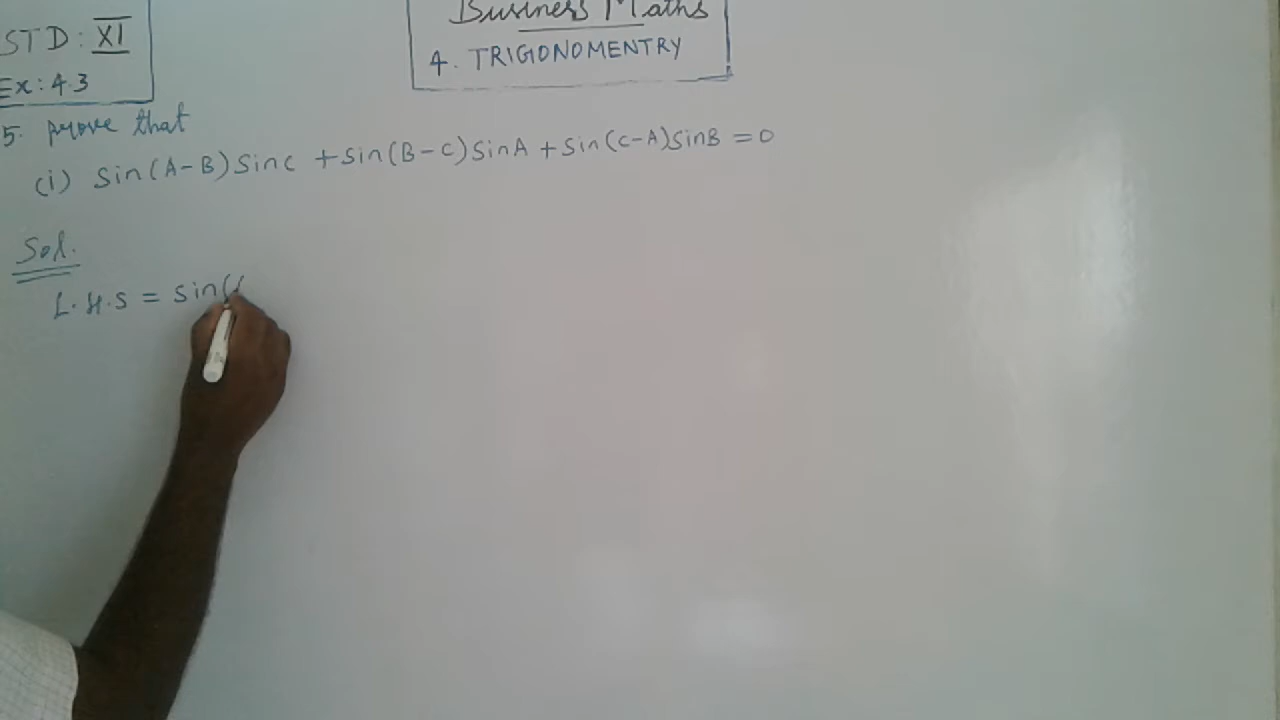 STD: XI
Ex: 4.3
Business Maths
4. TRIGIONOMENTRY
5. prove that
(i) Sin(A-B) Sinc + Sin(B-C) SinA + Sin(C-A) SinB = 0
Sol.
L.H.S = Sin(